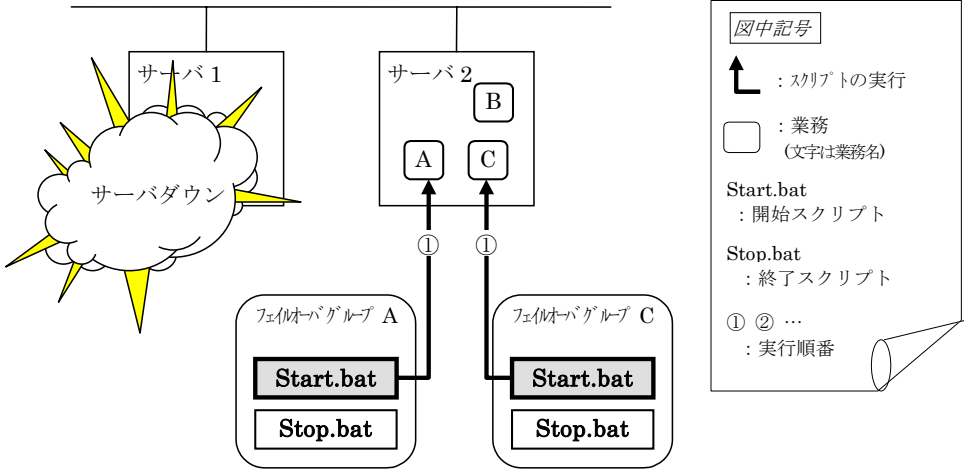 サーバ 1
サーバ 2
B
A
C
サーバダウン
①
①
フェイルオーバグループ A
Start.bat
Stop.bat
フェイルオーバグループ C
Start.bat
Stop.bat
図中記号
：スクリプトの実行
：業務
(文字は業務名)
Start.bat
：開始スクリプト
Stop.bat
：終了スクリプト
① ② …
：実行順番